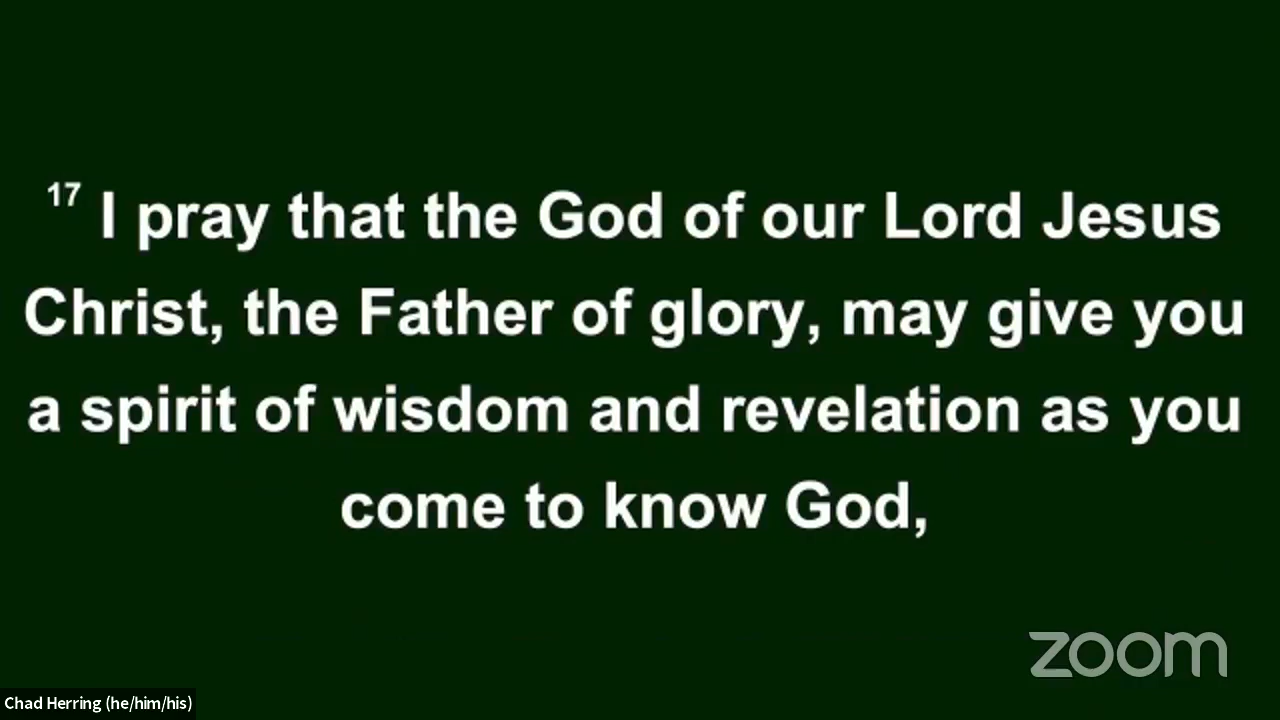 17 I pray that the God of our Lord Jesus
Christ, the Father of glory, may give you
a spirit of wisdom and revelation as you
come to know God,
zoom
Chad Herring (he/him/his)